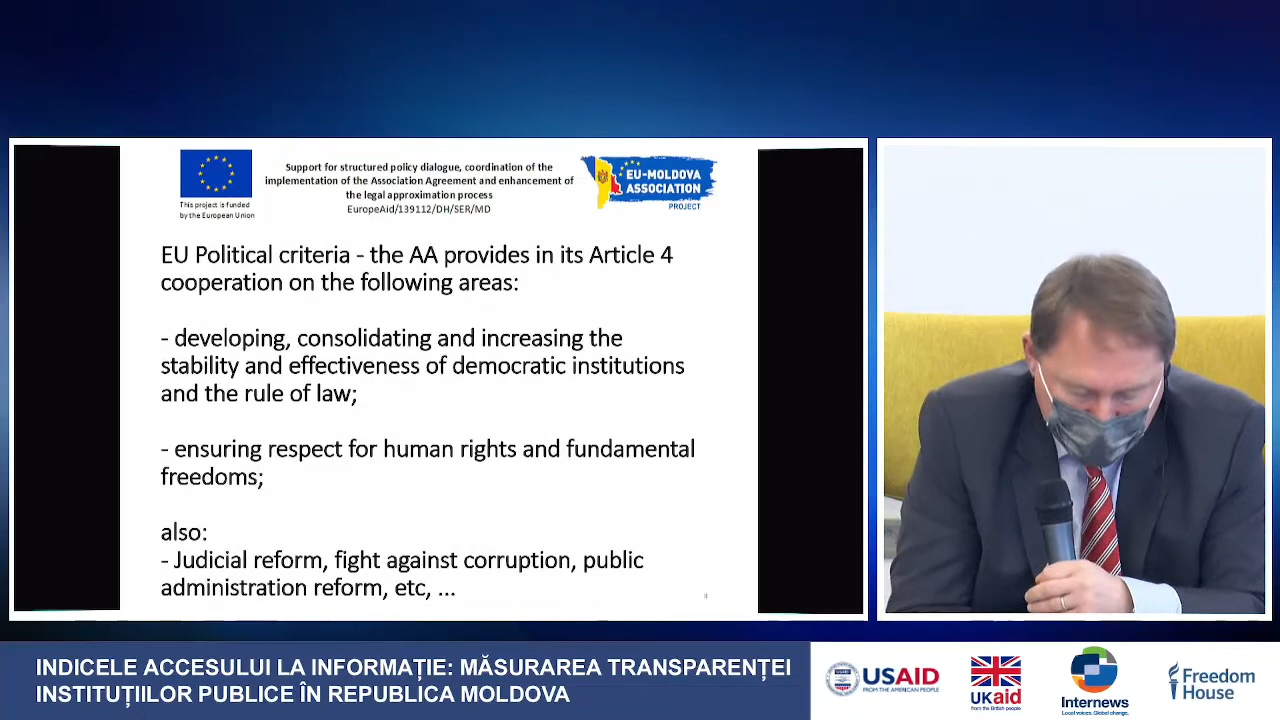 Support for structured policy dialogue, coordination of the
implementation of the Association Agreement and enhancement of
the legal approximation process
EuropeAid/139112/DH/SER/MD
This project is funded
by the European Union
EU-MOLDOVA
ASSOCIATION
PROJECT
EU Political criteria - the AA provides in its Article 4
cooperation on the following areas:
- developing, consolidating and increasing the
stability and effectiveness of democratic institutions
and the rule of law;
- ensuring respect for human rights and fundamental
freedoms;
also:
- Judicial reform, fight against corruption, public
administration reform, etc, ...
INDICELE ACCESULUI LA INFORMAȚIE: MĂSURAREA TRANSPARENȚEI
INSTITUȚIILOR PUBLICE ÎN REPUBLICA MOLDOVA
USAID
FROM THE AMERICAN PEOPLE
UKaid
from the British people
Internews
Local voices. Global change.
Freedom
House